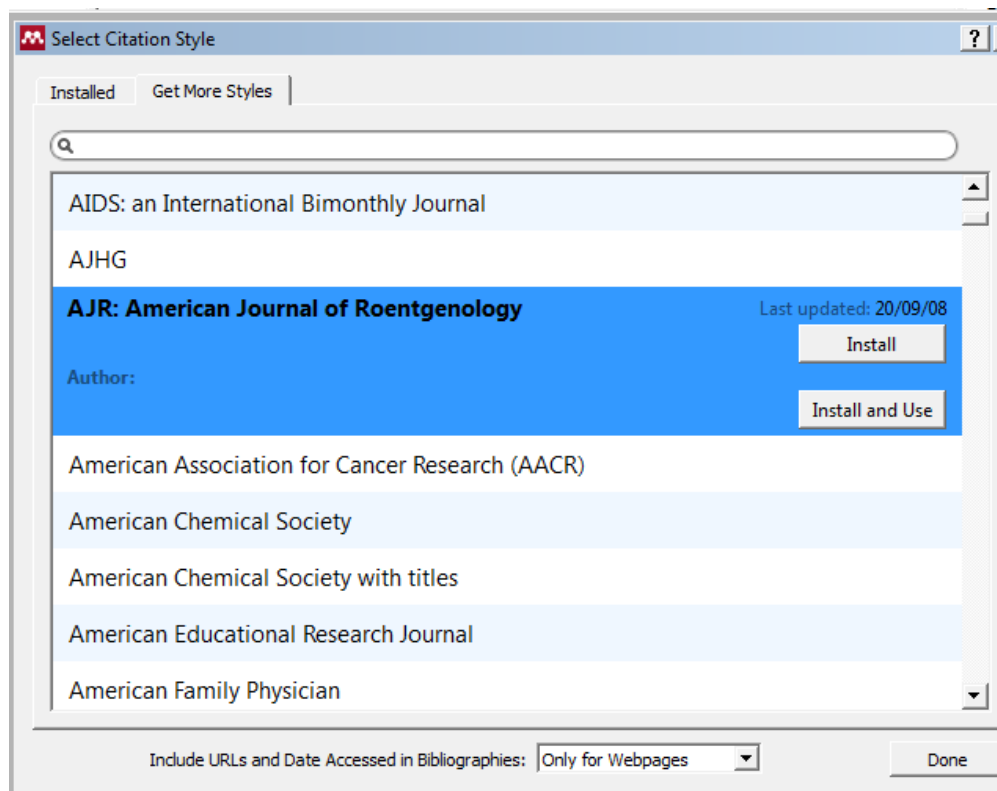 Select Citation Style
?
Installed Get More Styles
AIDS: an International Bimonthly Journal
AJHG
AJR: American Journal of Roentgenology Last updated: 20/09/08
Install
Author:
Install and Use
American Association for Cancer Research (AACR)
American Chemical Society
American Chemical Society with titles
American Educational Research Journal
American Family Physician
Include URLs and Date Accessed in Bibliographies: Only for Webpages Done